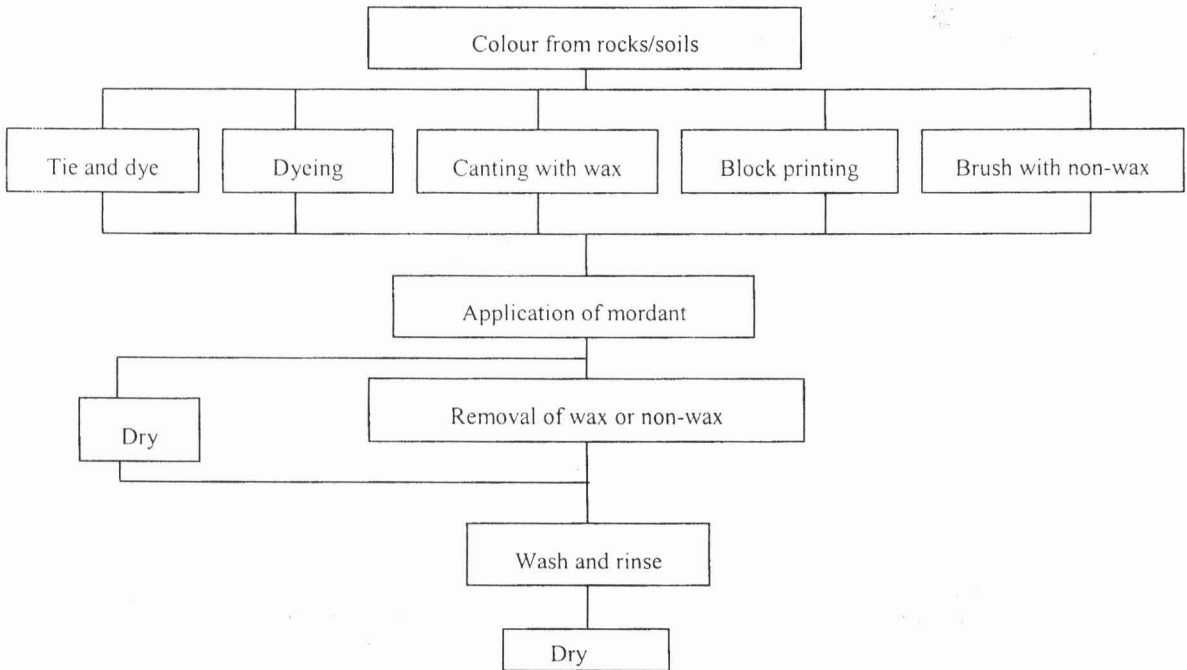 Colour from rocks/soils
Tie and dye
Dyeing
Canting with wax
Block printing
Brush with non-wax
Application of mordant
Removal of wax or non-wax
Dry
Wash and rinse
Dry